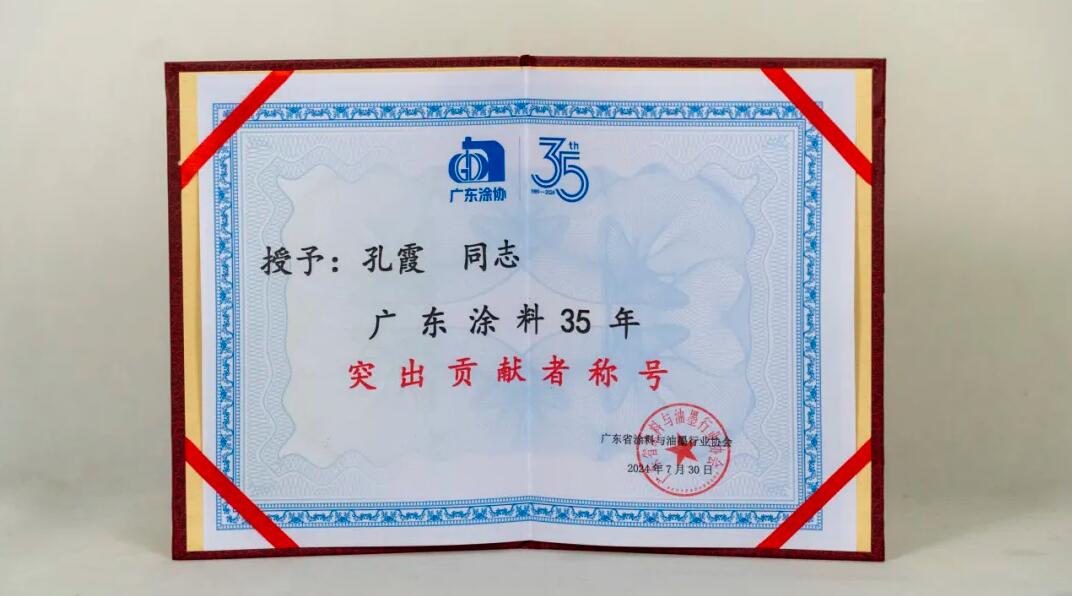 广东涂协
35th
1989—2024
授予：孔霞 同志
广东涂料35年
突出贡献者称号
广东省涂料与油墨行业协会
2024年7月30日